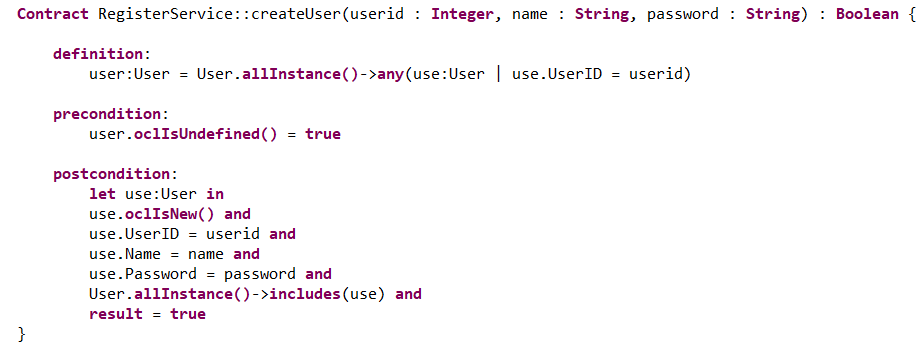 Contract RegisterService::createUser(userid : Integer, name : String, password : String) : Boolean {
definition:
user:User = User.allInstance()->any(use:User | use.UserID = userid)
precondition:
user.oclIsUndefined() = true
postcondition:
let use:User in
use.oclIsNew() and
use.UserID = userid and
use.Name = name and
use.Password = password and
User.allInstance()->includes(use) and
result = true
}